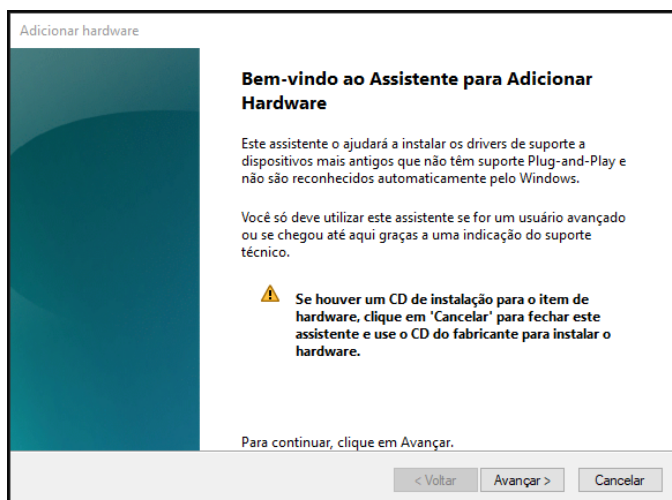 Adicionar hardware
Bem-vindo ao Assistente para Adicionar
Hardware
Este assistente o ajudará a instalar os drivers de suporte a
dispositivos mais antigos que não têm suporte Plug-and-Play e
não são reconhecidos automaticamente pelo Windows.
Você só deve utilizar este assistente se for um usuário avançado
ou se chegou até aqui graças a uma indicação do suporte
técnico.
Se houver um CD de instalação para o item de
hardware, clique em 'Cancelar' para fechar este
assistente e use o CD do fabricante para instalar o
hardware.
Para continuar, clique em Avançar.
< Voltar Avançar > Cancelar